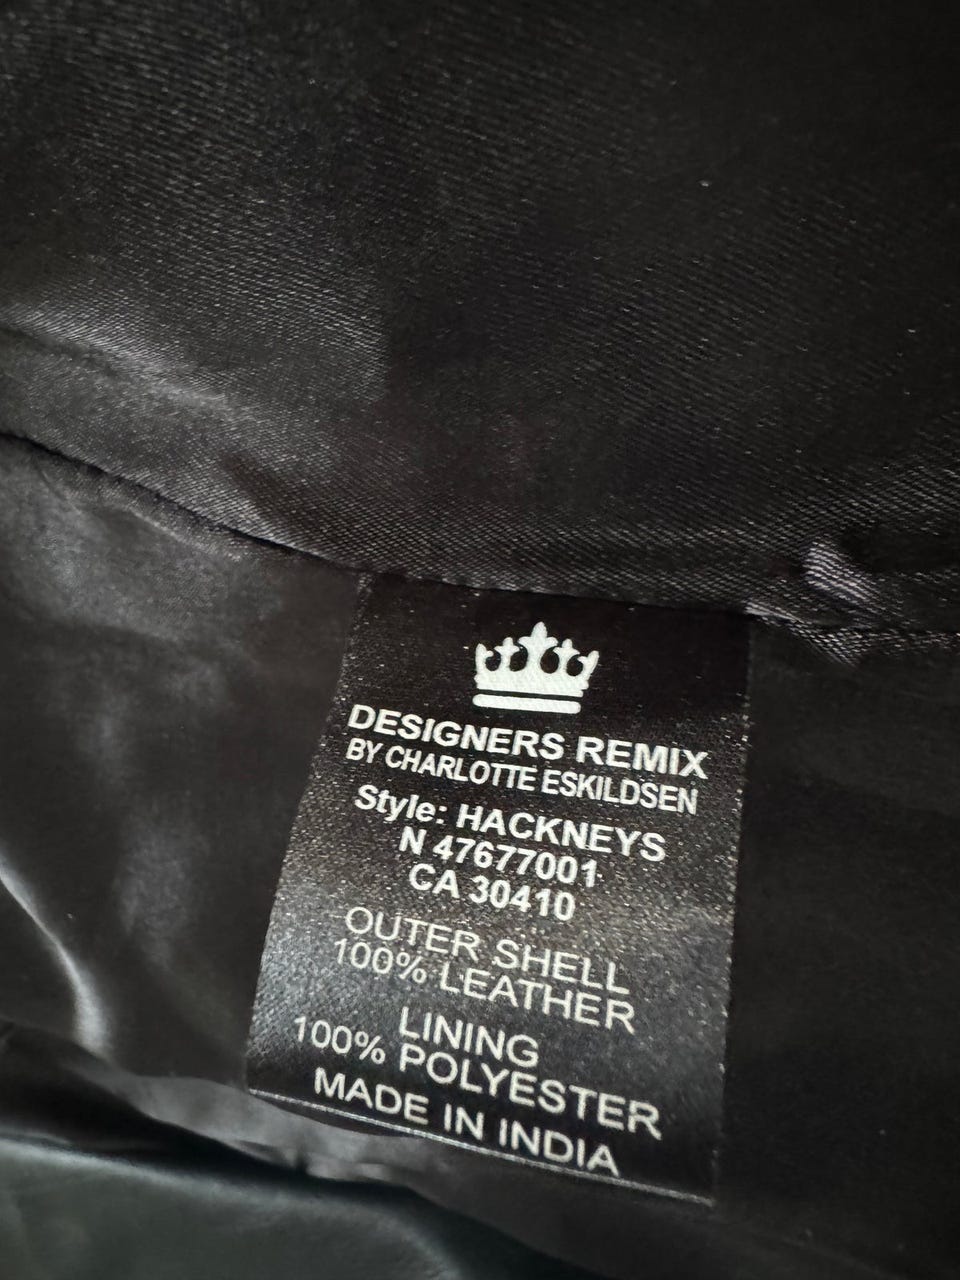 DESIGNERS REMIX
BY CHARLOTTE ESKILDSEN
Style: HACKNEYS
N 47677001
CA 30410
OUTER SHELL
100% LEATHER
LINING
100% POLYESTER
MADE IN INDIA